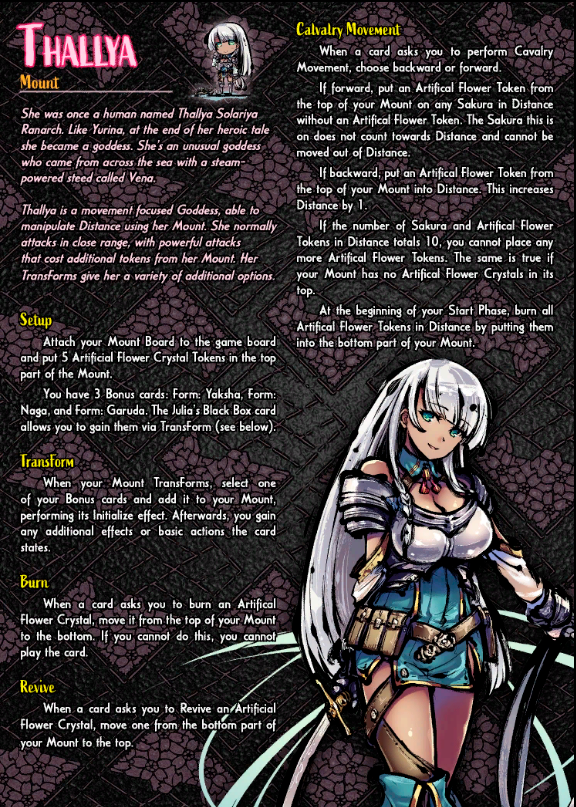 THALLYA
Mount
She was once a human named Thallya Solariya
Ranarch. Like Yurina, at the end of her heroic tale
she became a goddess. She's an unusual goddess
who came from across the sea with a steam-
powered steed called Vena.
Thallya is a movement focused Goddess, able to
manipulate Distance using her Mount. She normally
attacks in close range, with powerful attacks
that cost additional tokens from her Mount. Her
TransForms give her a variety of additional options.
Setup
Attach your Mount Board to the game board
and put 5 Artificial Flower Crystal Tokens in the top
part of the Mount.
You have 3 Bonus cards: Form: Yaksha, Form:
Naga, and Form: Garuda. The Julia's Black Box card
allows you to gain them via TransForm (see below).
TransForm
When your Mount TransForms, select one
of your Bonus cards and add it to your Mount,
performing its Initialize effect. Afterwards, you gain
any additional effects or basic actions the card
states.
Burn
When a card asks you to burn an Artifical
Flower Crystal, move it from the top of your Mount
to the bottom. If you cannot do this, you cannot
play the card.
Revive
When a card asks you to Revive an Artificial
Flower Crystal, move one from the bottom part of
your Mount to the top.
Calvalry Movement
When a card asks you to perform Cavalry
Movement, choose backward or forward.
If forward, put an Artifical Flower Token from
the top of your Mount on any Sakura in Distance
without an Artifical Flower Token. The Sakura this is
on does not count towards Distance and cannot be
moved out of Distance.
If backward, put an Artifical Flower Token from
the top of your Mount into Distance. This increases
Distance by 1.
If the number of Sakura and Artifical Flower
Tokens in Distance totals 10, you cannot place any
more Artifical Flower Tokens. The same is true if
your Mount has no Artifical Flower Crystals in its
top.
At the beginning of your Start Phase, burn all
Artifical Flower Tokens in Distance by putting them
into the bottom part of your Mount.